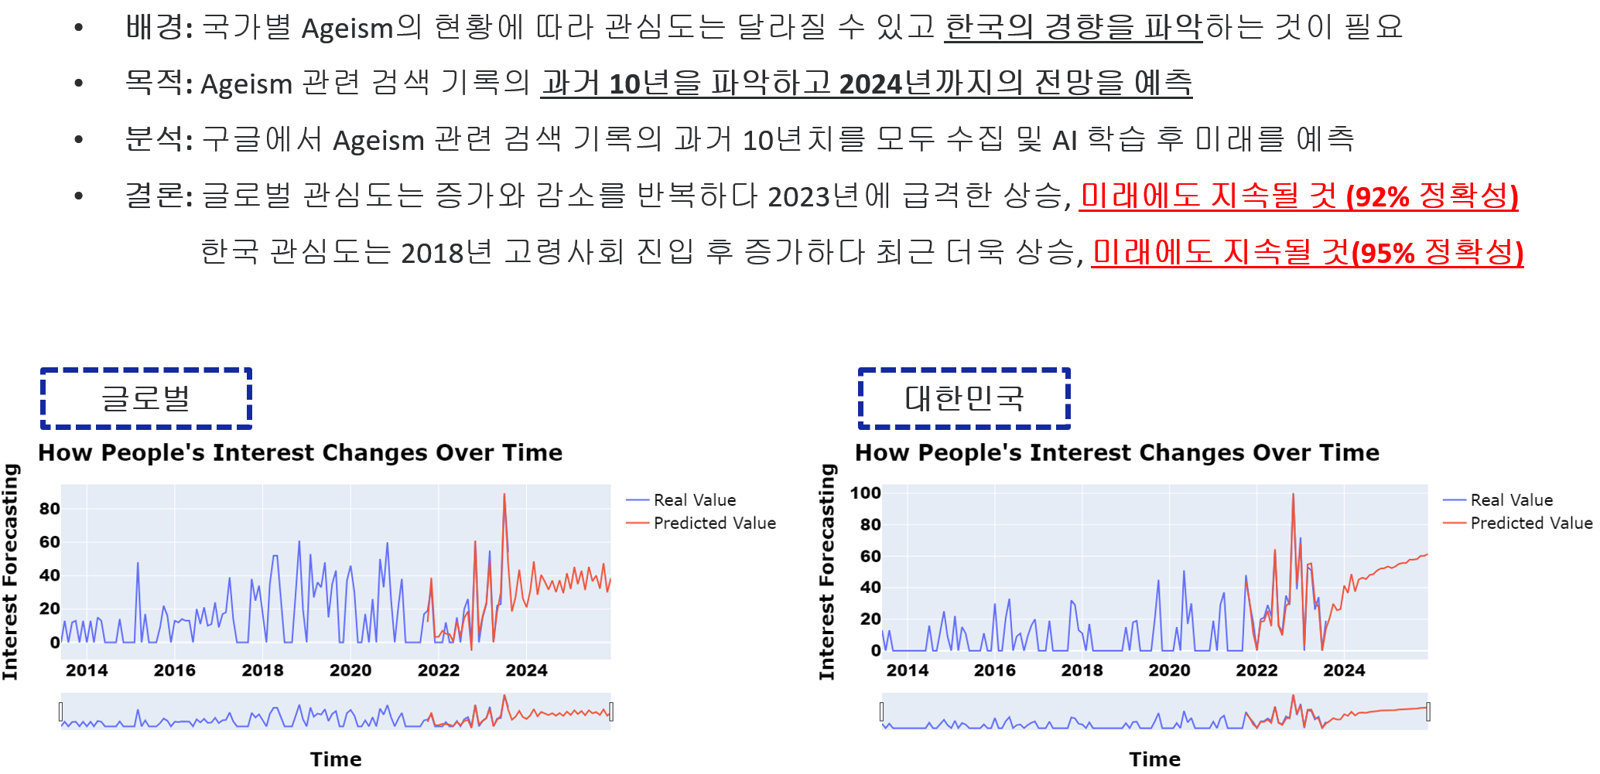 • 배경: 국가별 Ageism의 현황에 따라 관심도는 달라질 수 있고 한국의 경향을 파악하는 것이 필요
• 목적: Ageism 관련 검색 기록의 과거 10년을 파악하고 2024년까지의 전망을 예측
• 분석: 구글에서 Ageism 관련 검색 기록의 과거 10년치를 모두 수집 및 AI 학습 후 미래를 예측
• 결론: 글로벌 관심도는 증가와 감소를 반복하다 2023년에 급격한 상승, 미래에도 지속될 것 (92% 정확성)
한국 관심도는 2018년 고령사회 진입 후 증가하다 최근 더욱 상승, 미래에도 지속될 것(95% 정확성)
글로벌
How People's Interest Changes Over Time
Interest Forecasting
80
60
40
20
0
2014 2016 2018 2020 2022 2024
Real Value
Predicted Value
Time
대한민국
How People's Interest Changes Over Time
Interest Forecasting
100
80
60
40
20
0
2014 2016 2018 2020 2022 2024
Real Value
Predicted Value
Time